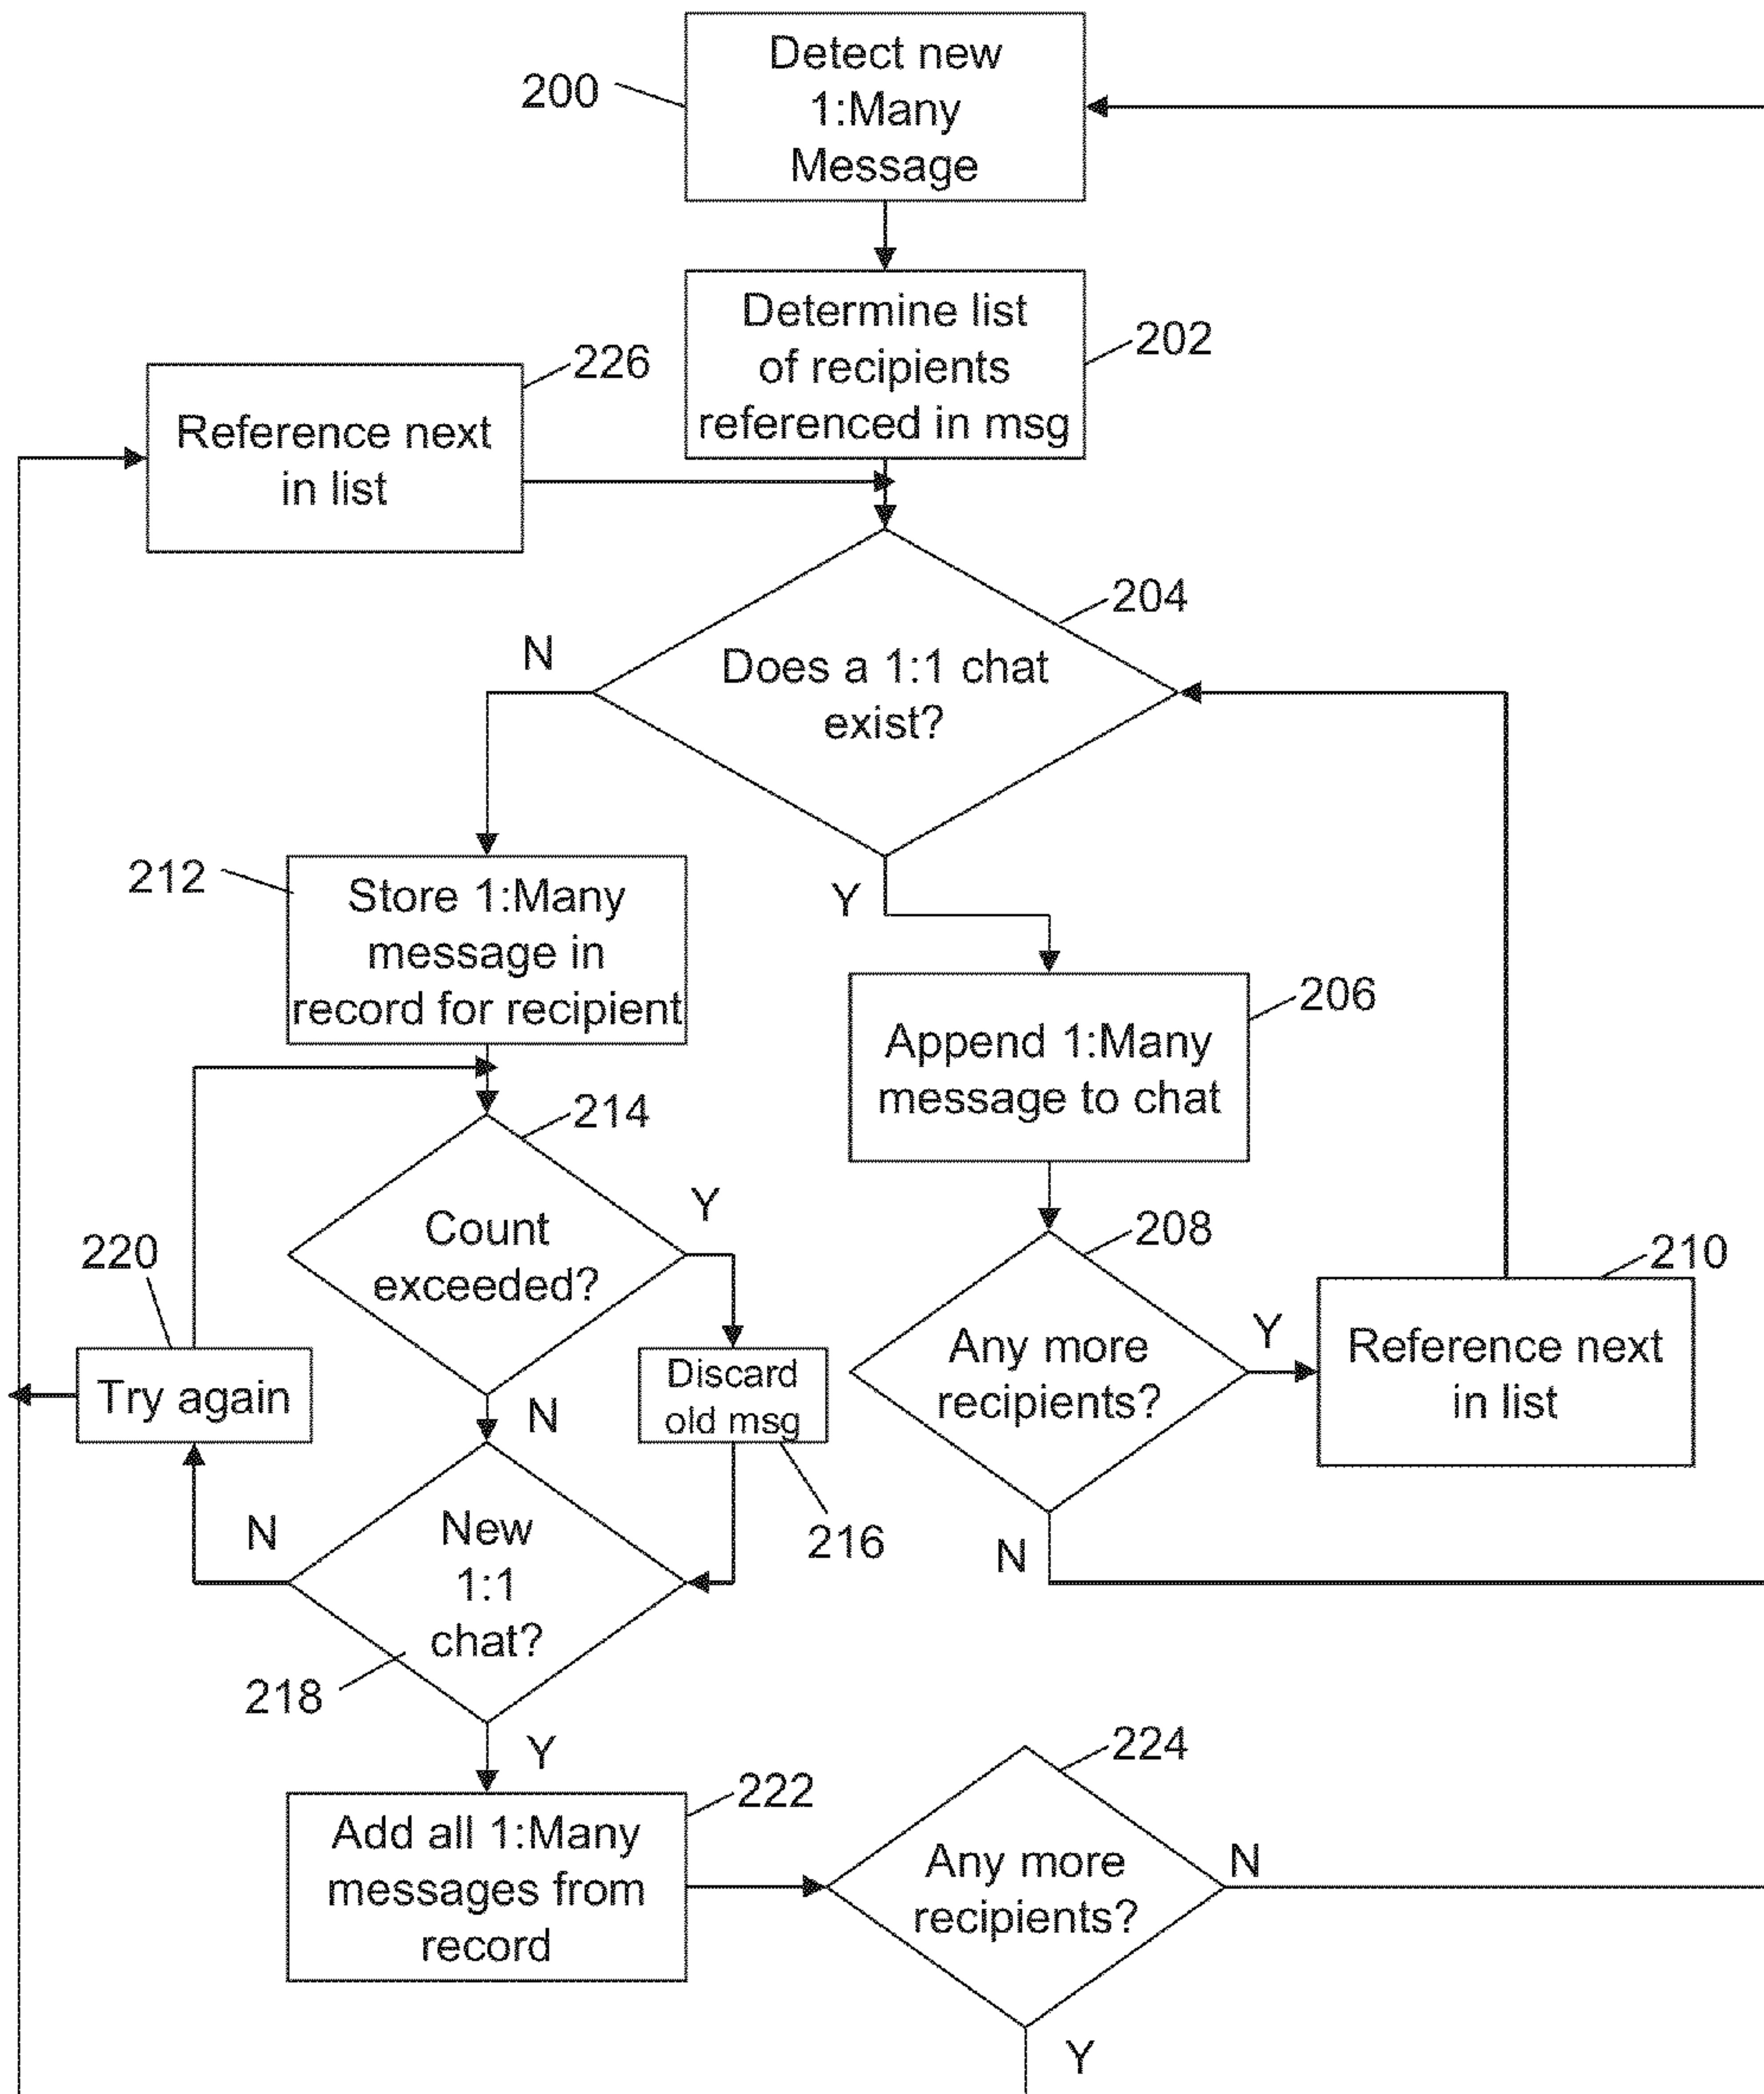 200
Detect new
1:Many
Message
Determine list
of recipients
referenced in msg
202
226
Reference next
in list
204
Does a 1:1 chat
exist?
N
Y
212
Store 1:Many
message in
record for recipient
206
Append 1:Many
message to chat
214
Count
exceeded?
Y
N
208
Any more
recipients?
Y
N
210
Reference next
in list
220
Try again
Discard
old msg
216
New
1:1
chat?
N
218
Y
222
Add all 1:Many
messages from
record
224
Any more
recipients?
N
Y